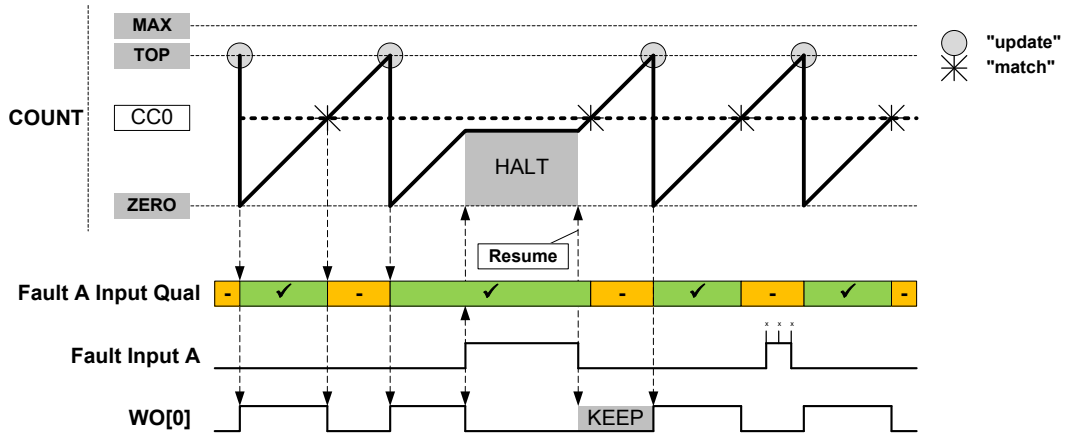 MAX
TOP
"update"
"match"
COUNT
CC0
HALT
ZERO
Resume
Fault A Input Qual - ✓ - ✓ - ✓ - ✓ -
x x x
Fault Input A
WO[0]
KEEP